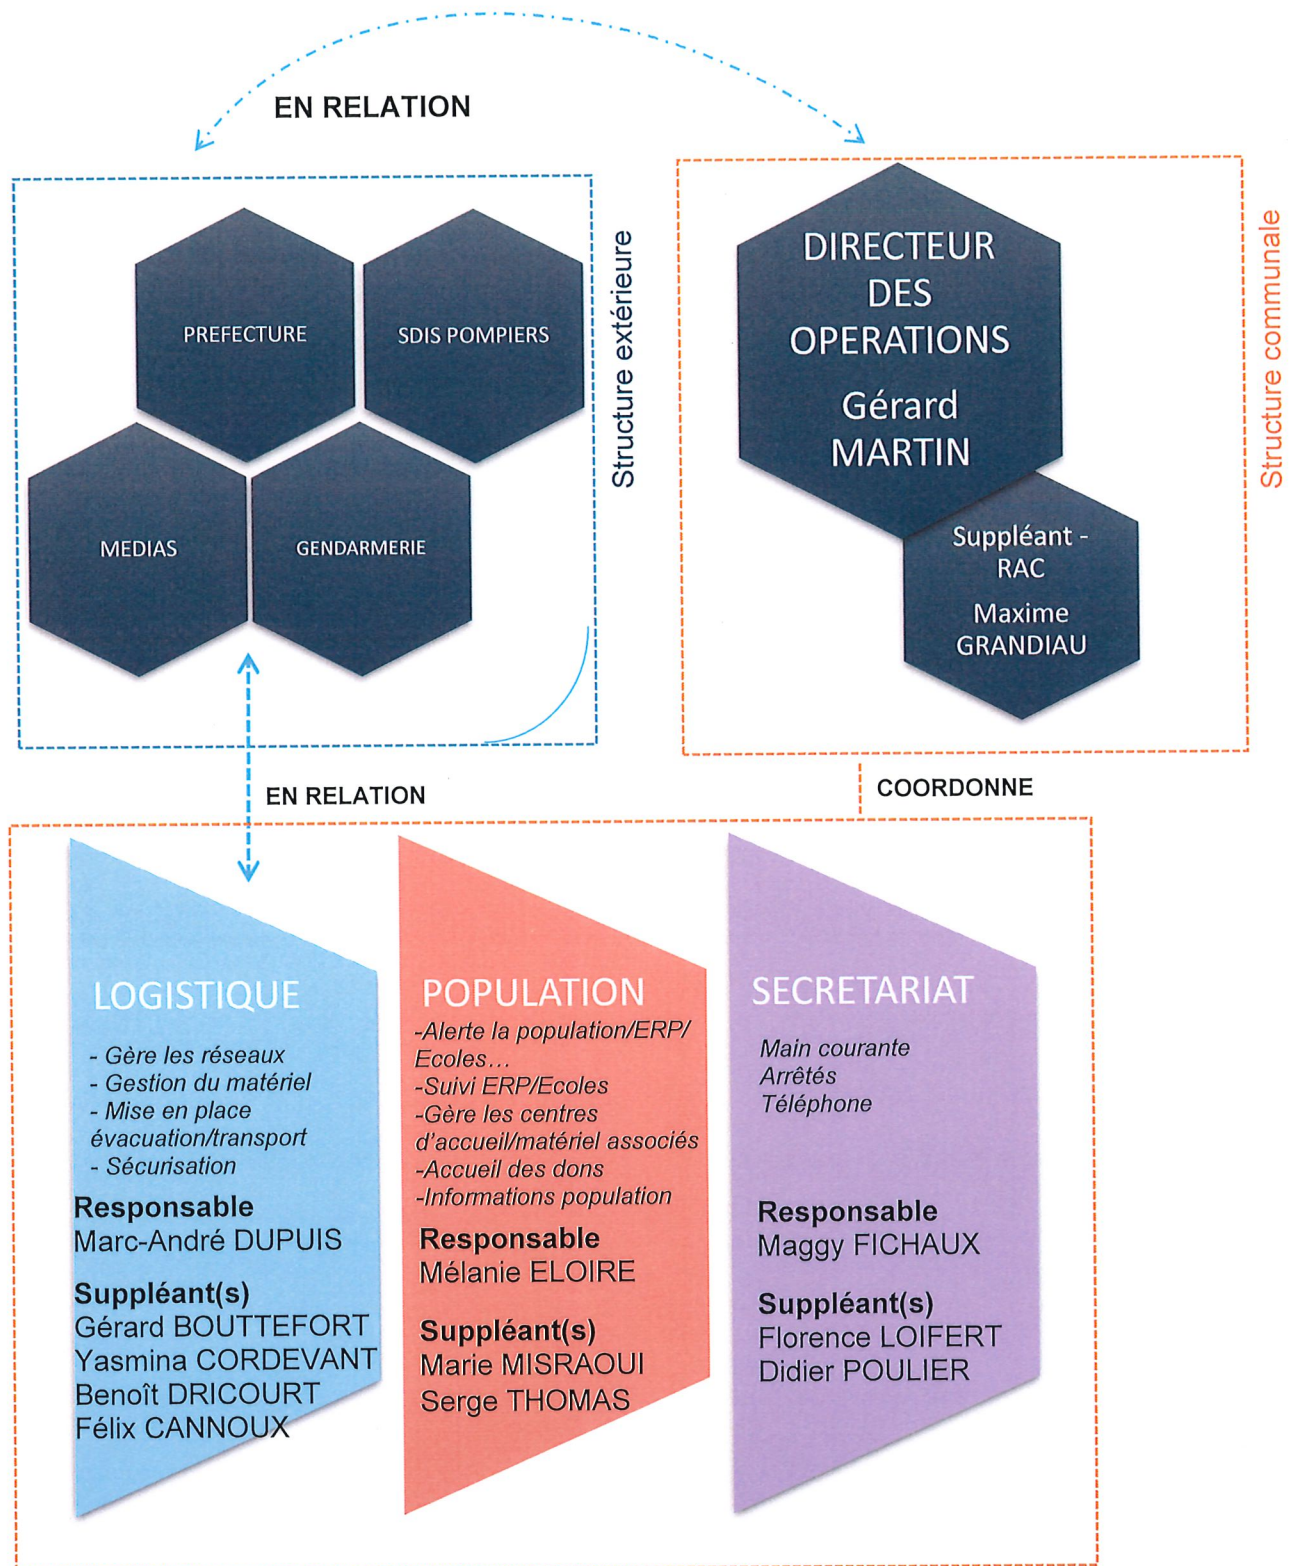 EN RELATION
PREFECTURE
SDIS POMPIERS
MEDIAS
GENDARMERIE
Structure extérieure
DIRECTEUR
DES
OPERATIONS
Gérard
MARTIN
Suppléant -
RAC
Maxime
GRANDIAU
Structure communale
EN RELATION
COORDONNE
LOGISTIQUE
- Gère les réseaux
- Gestion du matériel
- Mise en place
évacuation/transport
- Sécurisation
Responsable
Marc-André DUPUIS
Suppléant(s)
Gérard BOUTTEFORT
Yasmina CORDEVANT
Benoît DRICOURT
Félix CANNOUX
POPULATION
-Alerte la population/ERP/
Ecoles…
-Suivi ERP/Ecoles
-Gère les centres
d'accueil/matériel associés
-Accueil des dons
-Informations population
Responsable
Mélanie ELOIRE
Suppléant(s)
Marie MISRAOUI
Serge THOMAS
SECRETARIAT
Main courante
Arrêtés
Téléphone
Responsable
Maggy FICHAUX
Suppléant(s)
Florence LOIFERT
Didier POULIER